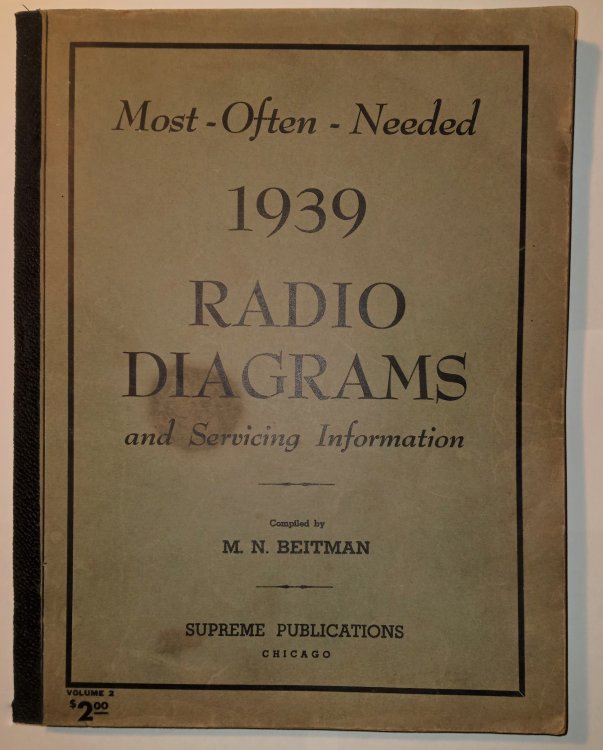 Most-Often-Needed
1939
RADIO
DIAGRAMS
and Servicing Information
Compiled by
M. N. BEITMAN
SUPREME PUBLICATIONS
CHICAGO
VOLUME 2
$2.00